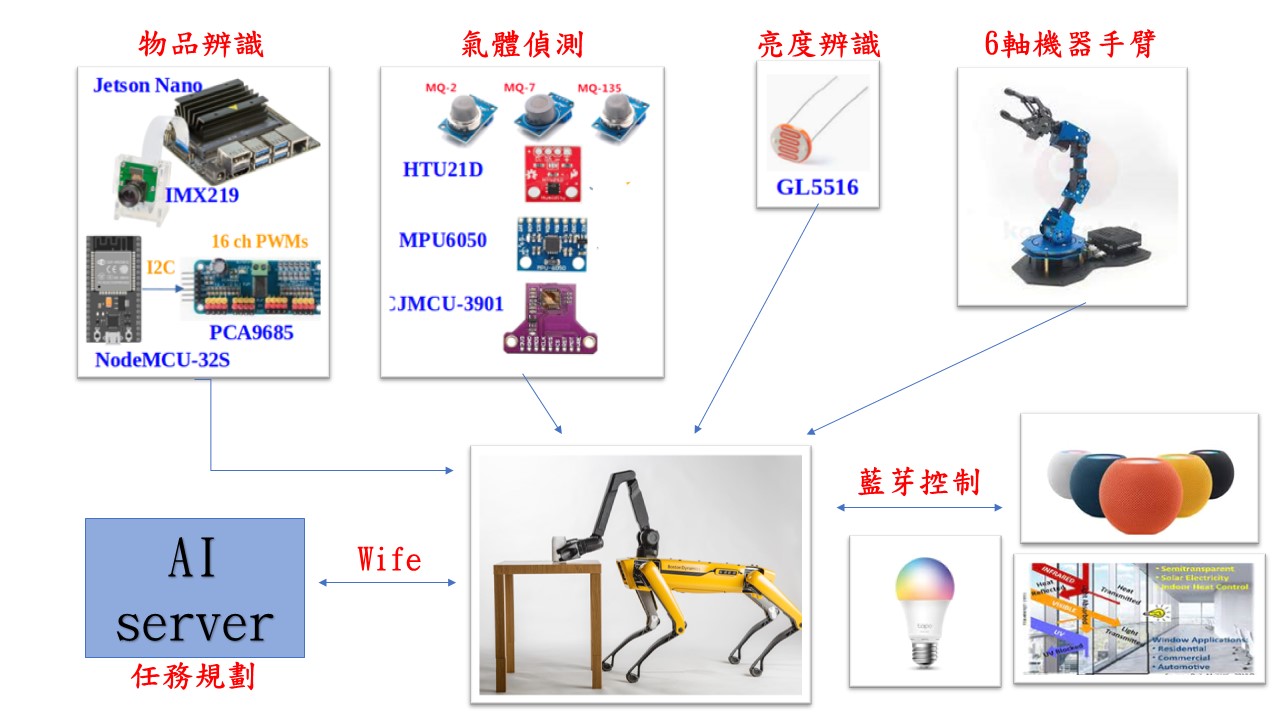 物品辨識
氣體偵測
亮度辨識
6軸機器手臂
Jetson Nano
IMX219
16 ch PWMs
I2C
PCA9685
NodeMCU-32S
MQ-2
MQ-7
MQ-135
HTU21D
MPU6050
CJMCU-3901
GL5516
藍芽控制
AI
server
Wife
任務規劃
tapo
INFRARED
Heat
Reflected
Heat
Transmitted
VISIBLE
Light
Transmitted
UV
UV Blocked
• Semitransparent
• Solar Electricity
• Indoor Heat Control
Window Applications:
• Residential
• Commercial
• Automotive